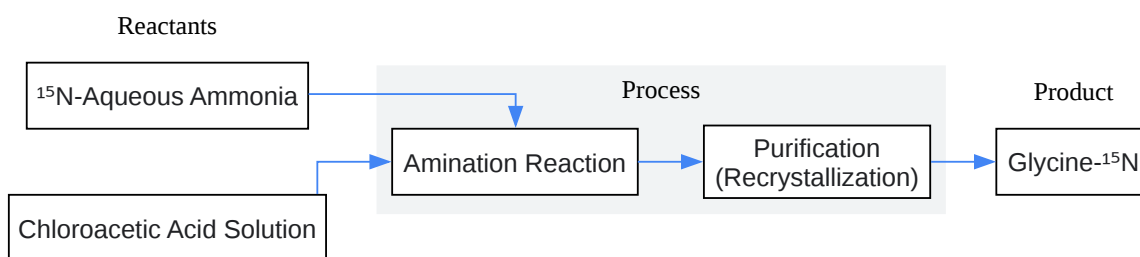 Reactants
¹⁵N-Aqueous Ammonia
Chloroacetic Acid Solution
Process
Amination Reaction
Purification
(Recrystallization)
Product
Glycine-¹⁵N